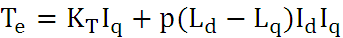 Tₑ = K_T I_q + p(L_d − L_q)I_d I_q